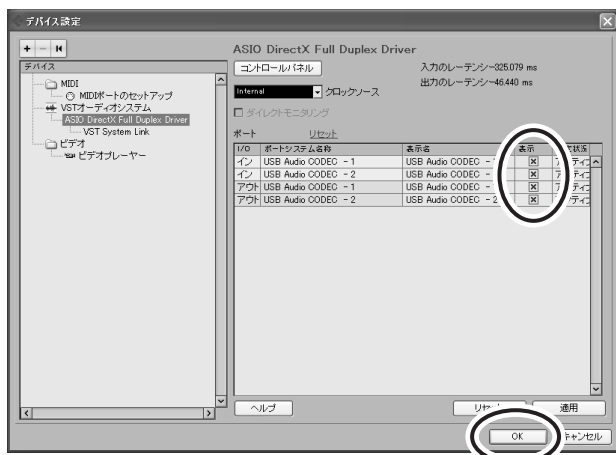 デバイス設定
デバイス
MIDI
MIDIポートのセットアップ
VSTオーディオシステム
ASIO DirectX Full Duplex Driver
VST System Link
ビデオ
ビデオプレーヤー
ASIO DirectX Full Duplex Driver
コントロールパネル
入力のレーテンシー325.079 ms
出力のレーテンシー46.440 ms
Internal クロックソース
ダイレクトモニタリング
ポート リセット
I/O ポートシステム名称 表示名 表示
イン USB Audio CODEC - 1 USB Audio CODEC -
イン USB Audio CODEC - 2 USB Audio CODEC -
アウト USB Audio CODEC - 1 USB Audio CODEC -
アウト USB Audio CODEC - 2 USB Audio CODEC - 2
ヘルプ 適用
OK キャンセル